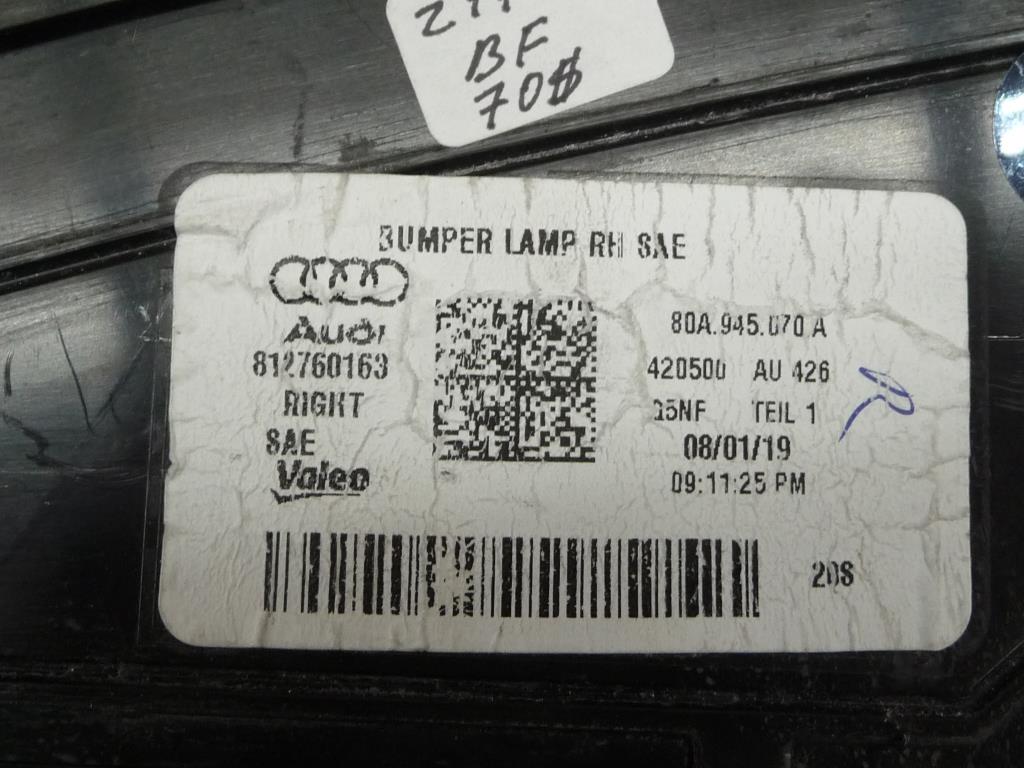 BF
70$
BUMPER LAMP RH SAE
Audi
812760163
RIGHT
SAE
Valeo
80A.945.070 A
420500 AU 426
Q5NF TEIL 1
08/01/19
09:11:25 PM
208